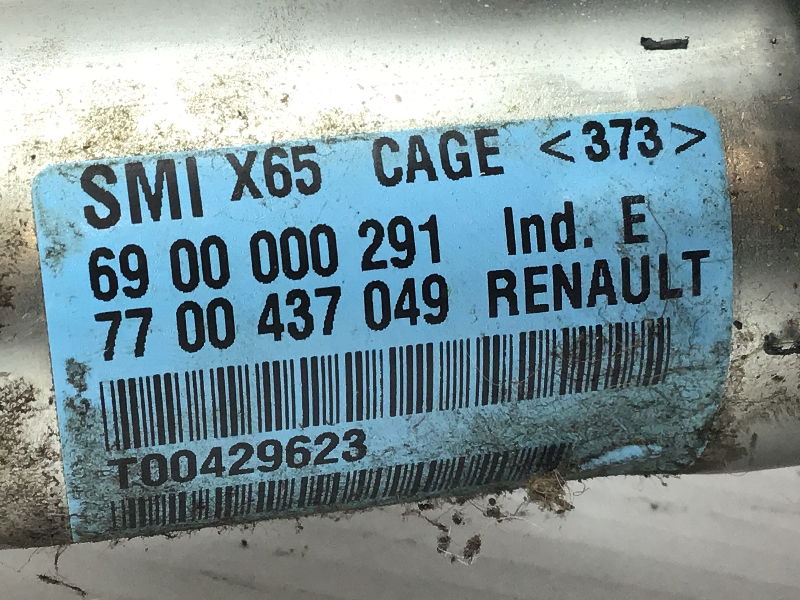 SMI X65 CAGE <373>
69 00 000 291 Ind. E
77 00 437 049 RENAULT
T00429623